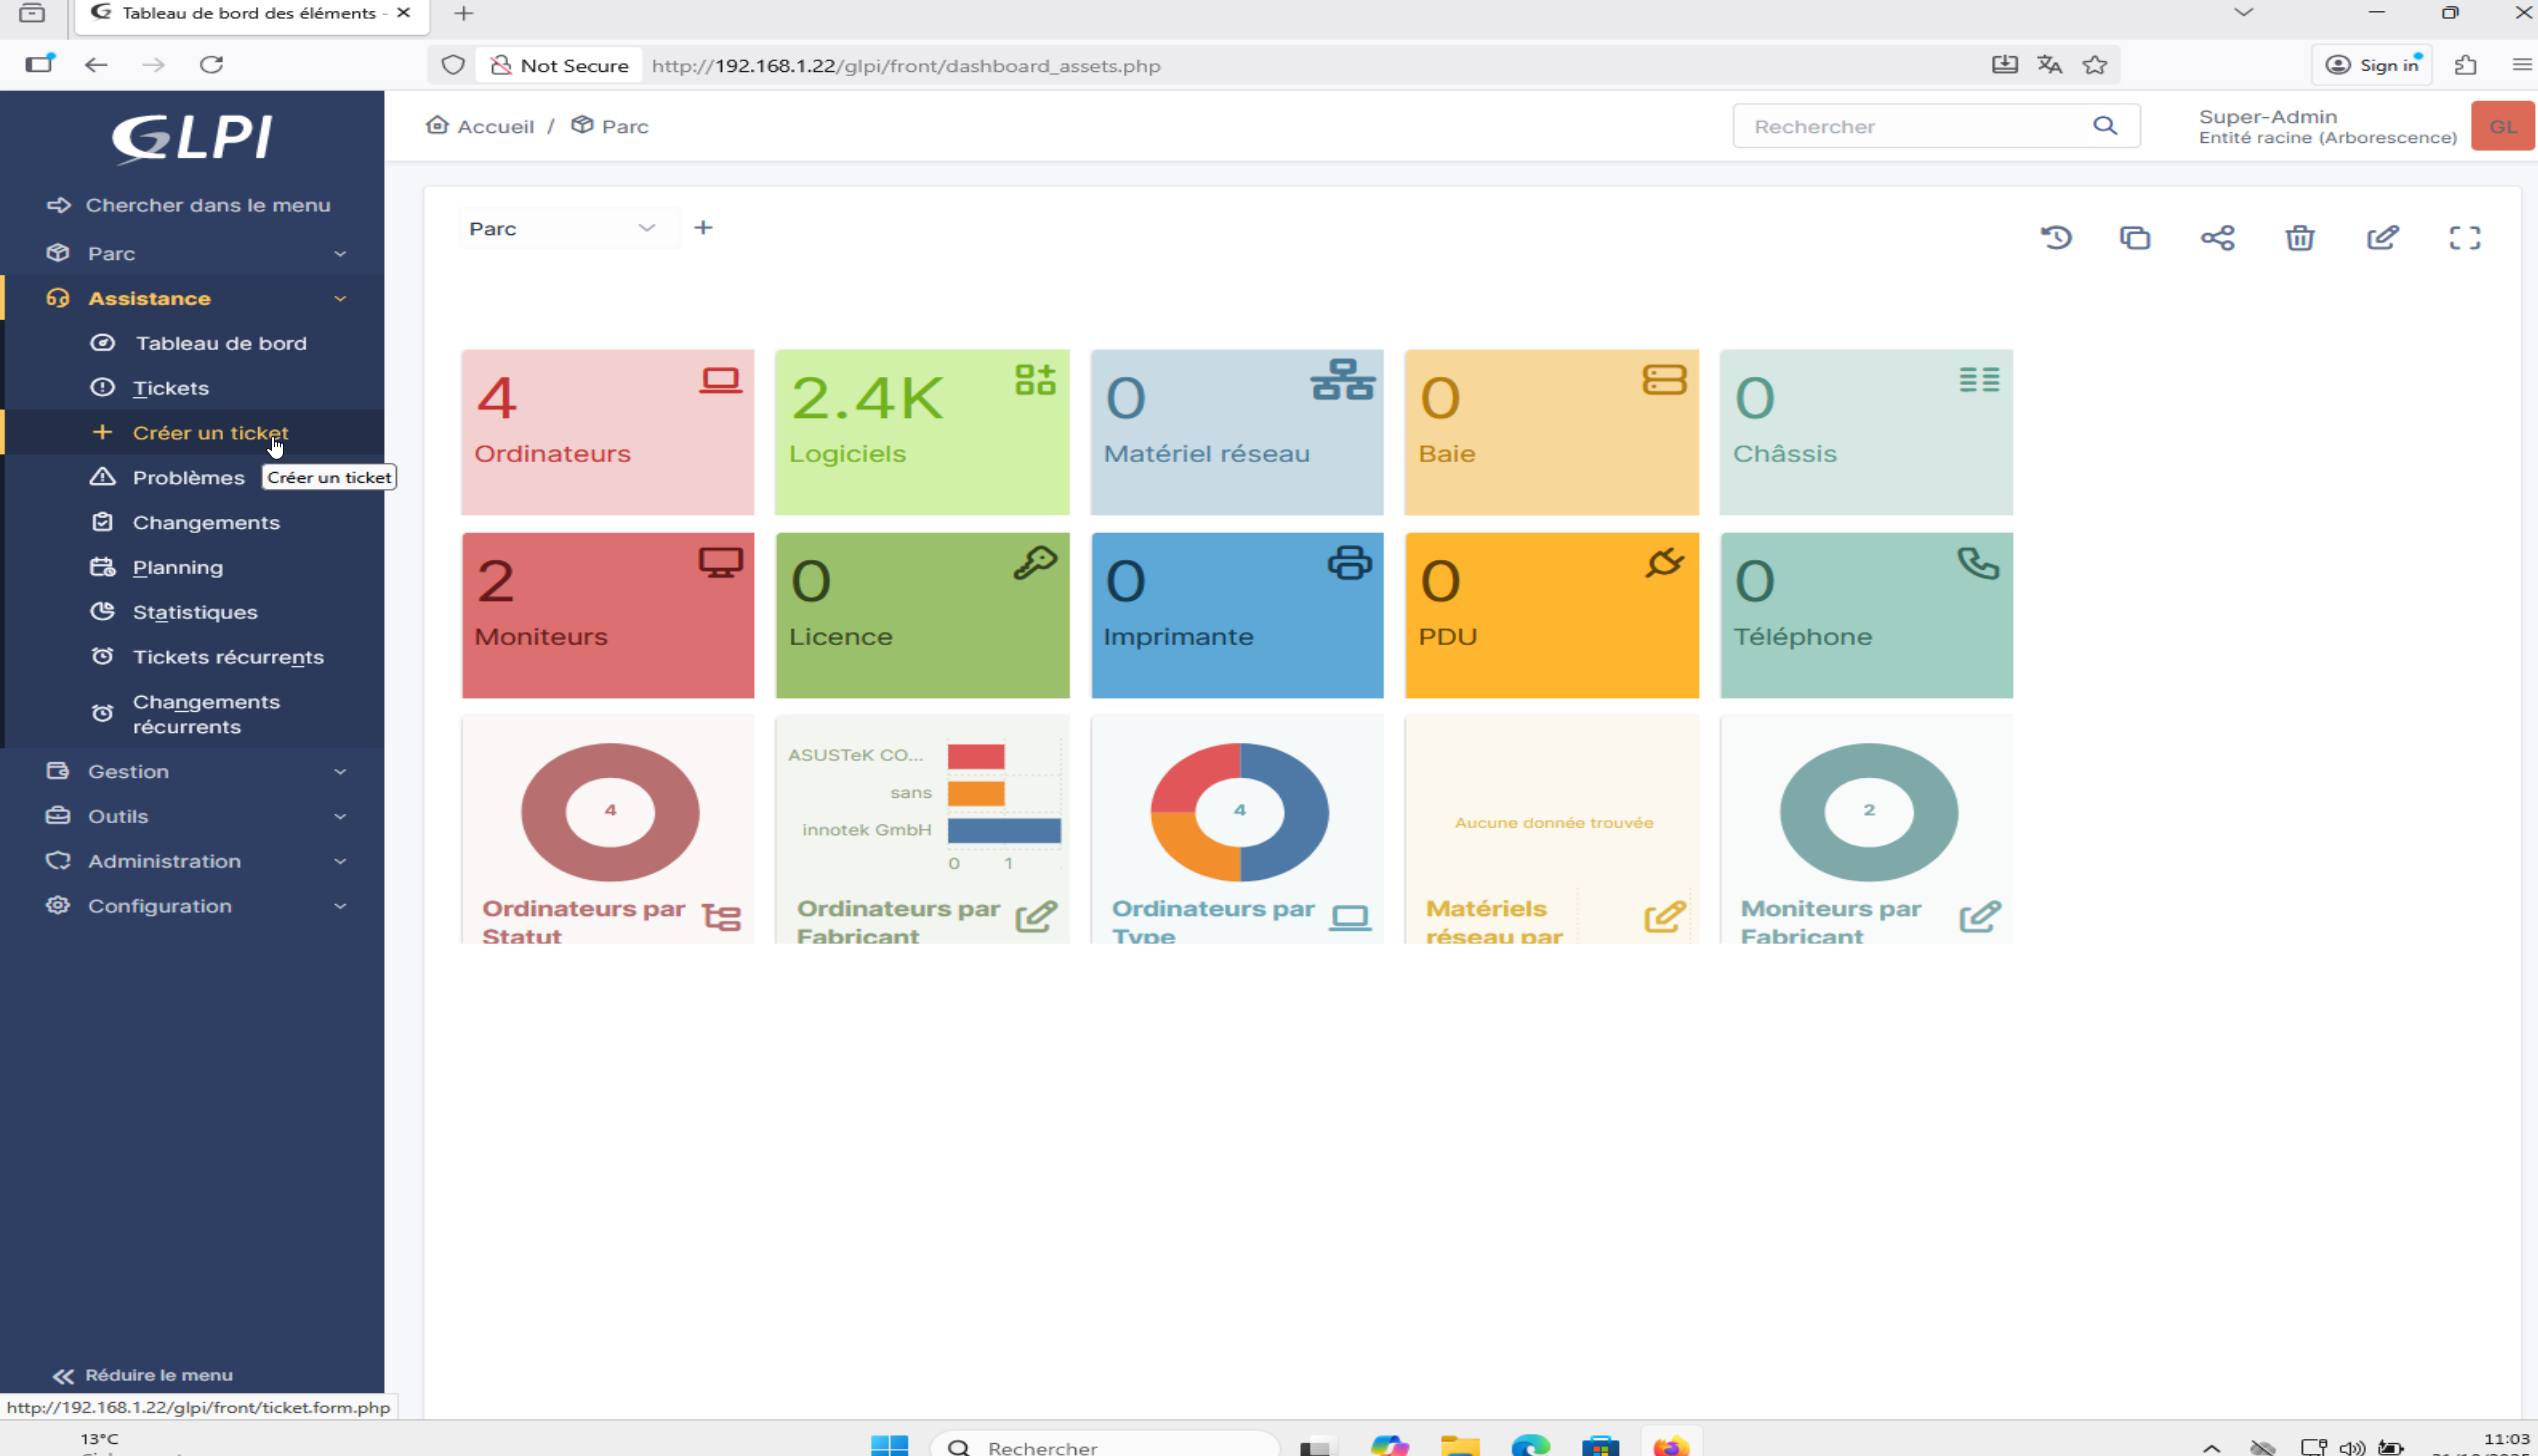 Tableau de bord des éléments -
Not Secure
http://192.168.1.22/glpi/front/dashboard_assets.php
Sign in
GLPI
Accueil / Parc
Rechercher
Super-Admin
Entité racine (Arborescence)
GL
Chercher dans le menu
Parc
Assistance
Tableau de bord
Tickets
Créer un ticket
Problèmes
Créer un ticket
Changements
Planning
Statistiques
Tickets récurrents
Changements
récurrents
Gestion
Outils
Administration
Configuration
Réduire le menu
http://192.168.1.22/glpi/front/ticket.form.php
Parc
4
Ordinateurs
2.4K
Logiciels
0
Matériel réseau
0
Baie
0
Châssis
2
Moniteurs
0
Licence
0
Imprimante
0
PDU
0
Téléphone
4
Ordinateurs par
Statut
ASUSTeK CO...
sans
innotek GmbH
0 1
Ordinateurs par
Fabricant
4
Ordinateurs par
Type
Aucune donnée trouvée
Matériels
réseau par
2
Moniteurs par
Fabricant
13°C
Rechercher
11:03